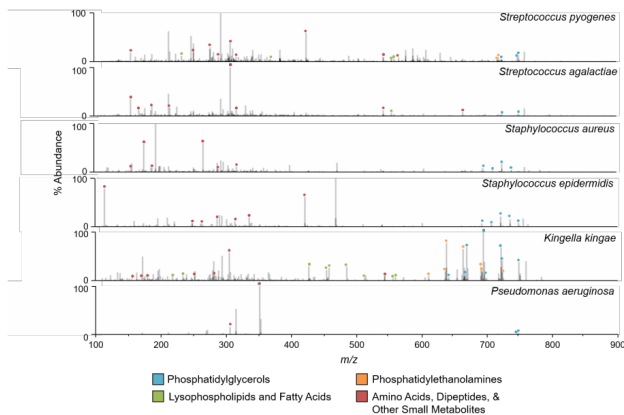 100
Streptococcus pyogenes
0
100
Streptococcus agalactiae
0
100
Staphylococcus aureus
0
% Abundance
100
Staphylococcus epidermidis
0
100
Kingella kingae
0
100
Pseudomonas aeruginosa
0
100 200 300 400 500 600 700 800 900
m/z
Phosphatidylglycerols
Phosphatidylethanolamines
Lysophospholipids and Fatty Acids
Amino Acids, Dipeptides, &
Other Small Metabolites